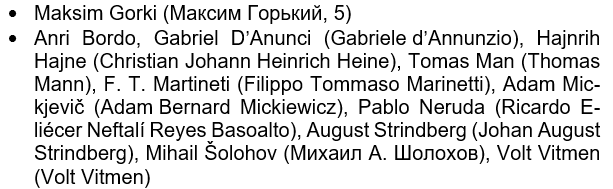 • Maksim Gorki (Максим Горький, 5)
• Anri Bordo, Gabriel D’Anunci (Gabriele d’Annunzio), Hajnrih
Hajne (Christian Johann Heinrich Heine), Tomas Man (Thomas
Mann), F. T. Martineti (Filippo Tommaso Marinetti), Adam Mic-
kjevič (Adam Bernard Mickiewicz), Pablo Neruda (Ricardo E-
liécer Neftalí Reyes Basoalto), August Strindberg (Johan August
Strindberg), Mihail Šolohov (Михаил А. Шолохов), Volt Vitmen
(Volt Vitmen)